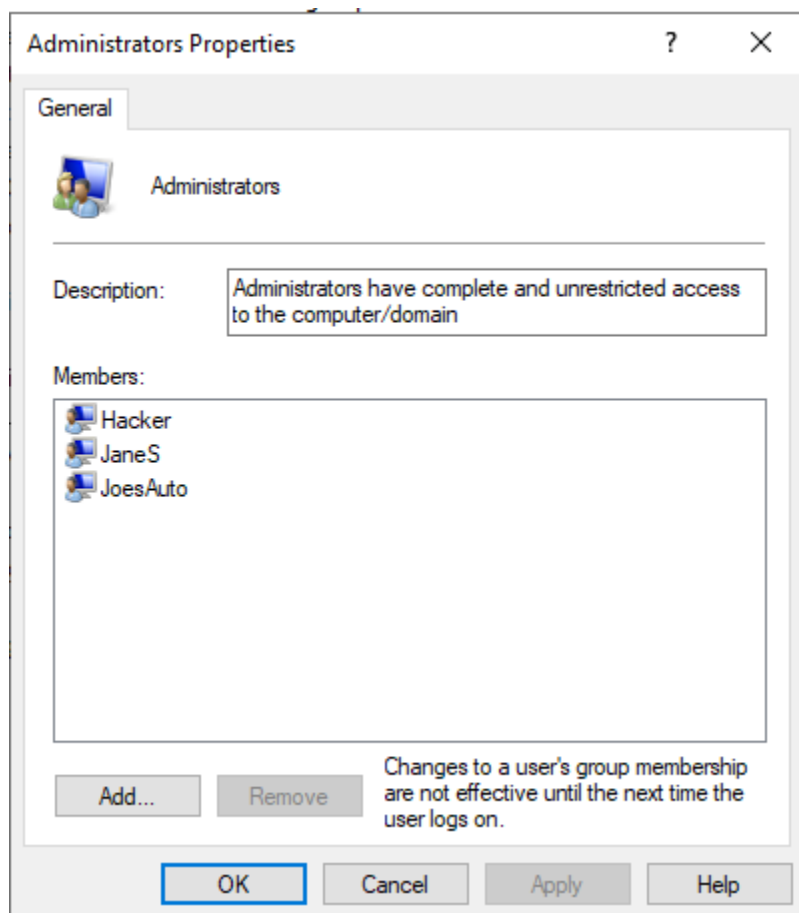 Administrators Properties
?
General
Administrators
Description:
Administrators have complete and unrestricted access
to the computer/domain
Members:
Hacker
JaneS
JoesAuto
Add...
Remove
Changes to a user's group membership
are not effective until the next time the
user logs on.
OK
Cancel
Apply
Help